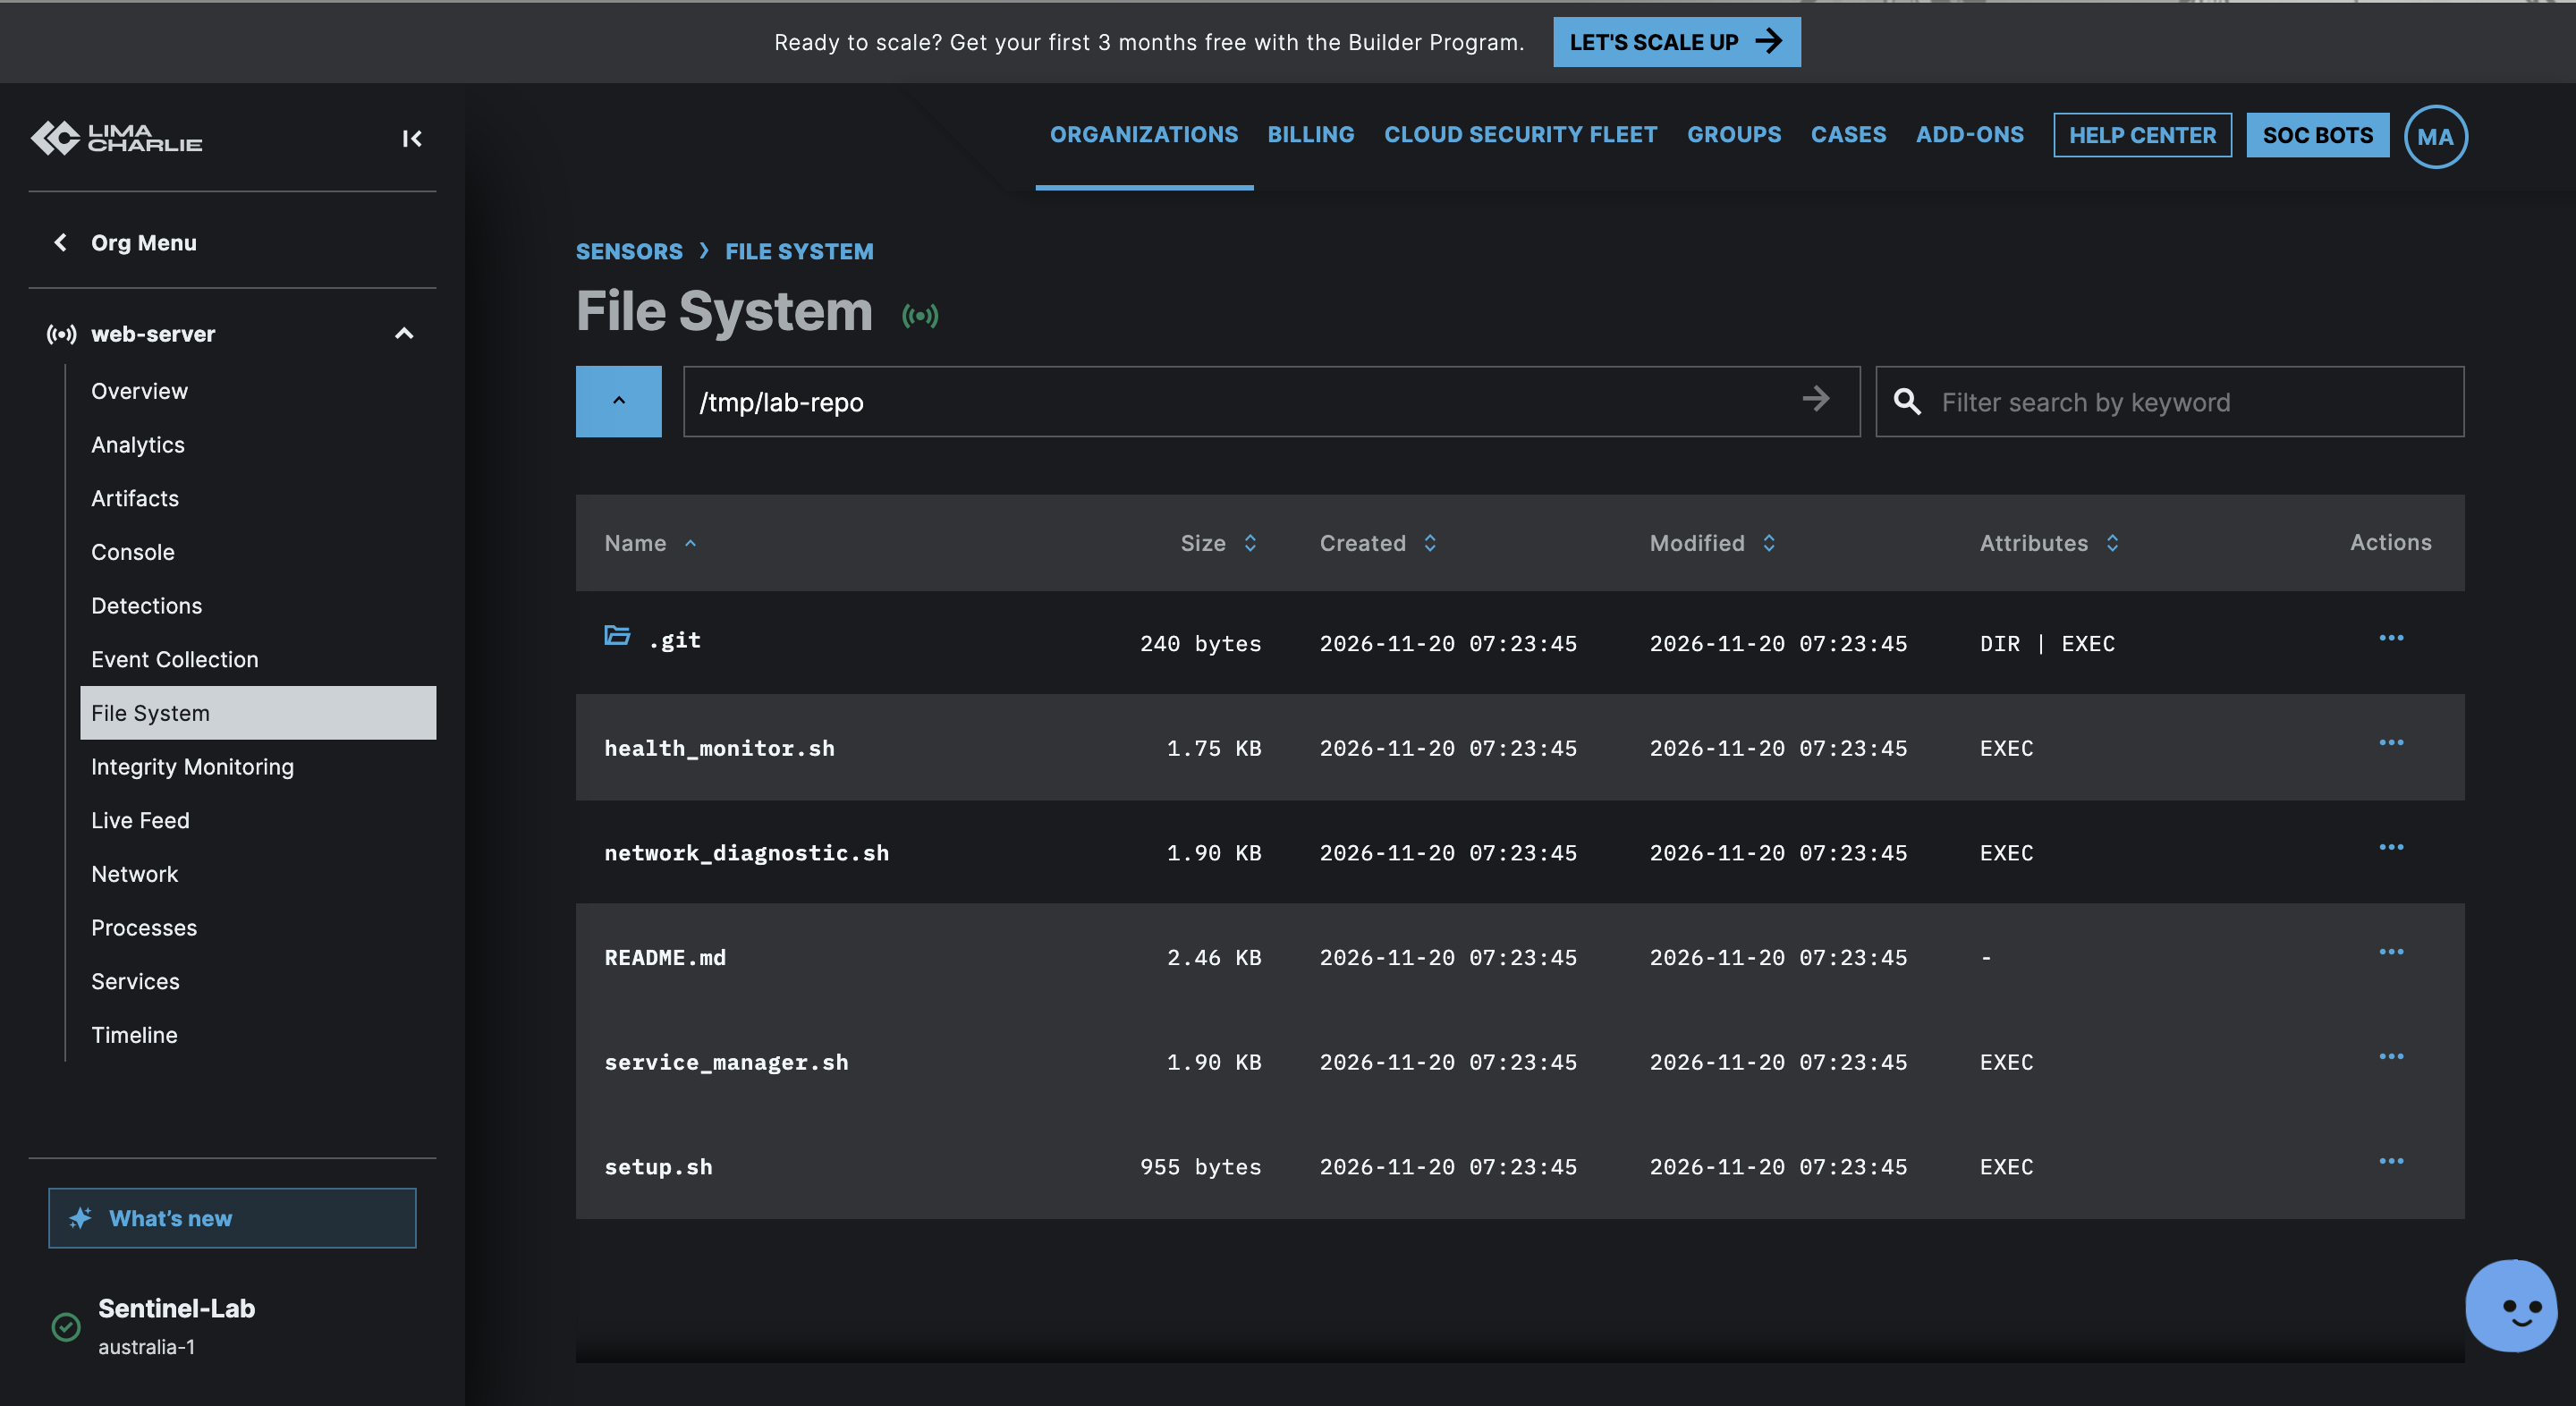 Ready to scale? Get your first 3 months free with the Builder Program. LET'S SCALE UP
LIMA
CHARLIE
ORGANIZATIONS BILLING CLOUD SECURITY FLEET GROUPS CASES ADD-ONS HELP CENTER SOC BOTS MA
Org Menu
web-server
Overview
Analytics
Artifacts
Console
Detections
Event Collection
File System
Integrity Monitoring
Live Feed
Network
Processes
Services
Timeline
What's new
Sentinel-Lab
australia-1
SENSORS FILE SYSTEM
File System
/tmp/lab-repo
Filter search by keyword
Name Size Created Modified Attributes Actions
.git 240 bytes 2026-11-20 07:23:45 2026-11-20 07:23:45 DIR | EXEC
health_monitor.sh 1.75 KB 2026-11-20 07:23:45 2026-11-20 07:23:45 EXEC
network_diagnostic.sh 1.90 KB 2026-11-20 07:23:45 2026-11-20 07:23:45 EXEC
README.md 2.46 KB 2026-11-20 07:23:45 2026-11-20 07:23:45 -
service_manager.sh 1.90 KB 2026-11-20 07:23:45 2026-11-20 07:23:45 EXEC
setup.sh 955 bytes 2026-11-20 07:23:45 2026-11-20 07:23:45 EXEC